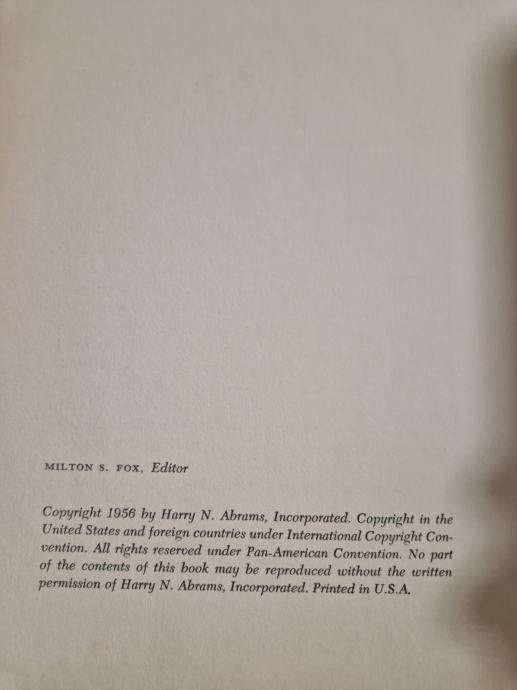 MILTON S. FOX, Editor
Copyright 1956 by Harry N. Abrams, Incorporated. Copyright in the
United States and foreign countries under International Copyright Con-
vention. All rights reserved under Pan-American Convention. No part
of the contents of this book may be reproduced without the written
permission of Harry N. Abrams, Incorporated. Printed in U.S.A.